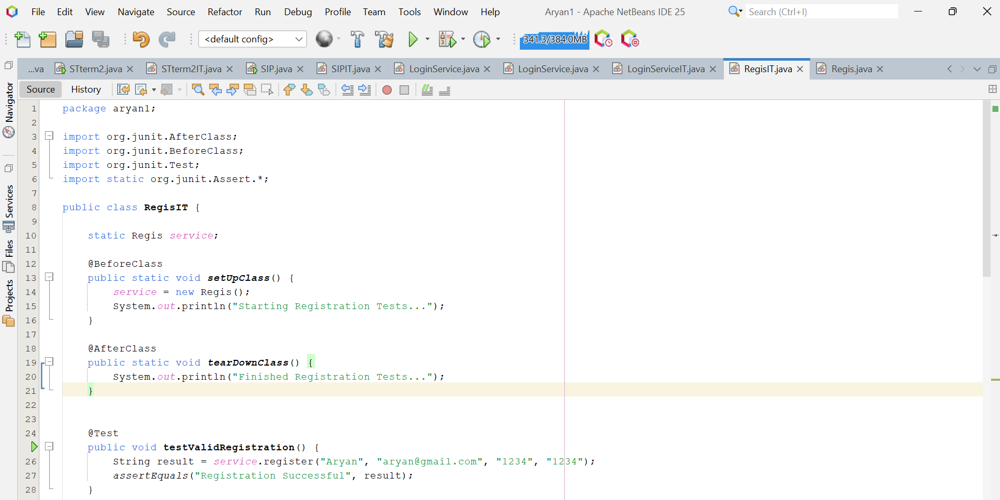 File Edit View Navigate Source Refactor Run Debug Profile Team Tools Window Help Aryan1 - Apache NetBeans IDE 25 Search (Ctrl+I)
<default config> 341.3/384.0MB
...va STterm2.java STterm2IT.java SIP.java SIPIT.java LoginService.java LoginService.java LoginServiceIT.java RegisIT.java Regis.java
Source History
Navigator
Services
Files
Projects
1 package aryan1;
2
3 import org.junit.AfterClass;
4 import org.junit.BeforeClass;
5 import org.junit.Test;
6 import static org.junit.Assert.*;
7
8 public class RegisIT {
9
10 static Regis service;
11
12 @BeforeClass
13 public static void setUpClass() {
14 service = new Regis();
15 System.out.println("Starting Registration Tests...");
16 }
17
18 @AfterClass
19 public static void tearDownClass() {
20 System.out.println("Finished Registration Tests...");
21 }
22
23
24 @Test
public void testValidRegistration() {
26 String result = service.register("Aryan", "aryan@gmail.com", "1234", "1234");
27 assertEquals("Registration Successful", result);
28 }